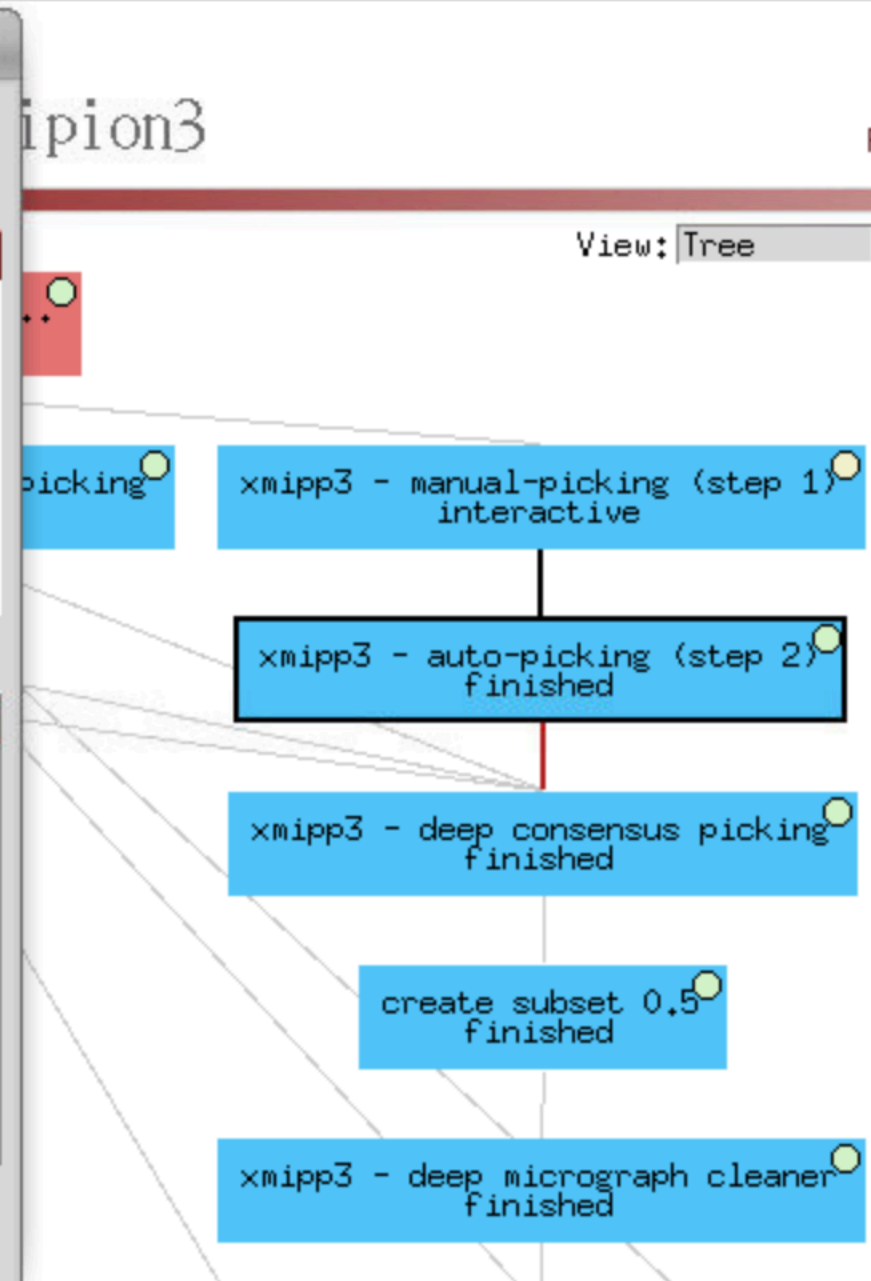 ipion3
View: Tree
..
picking
xmipp3 - manual-picking (step 1)
interactive
xmipp3 - auto-picking (step 2)
finished
xmipp3 - deep consensus picking
finished
create subset 0.5
finished
xmipp3 - deep micrograph cleaner
finished